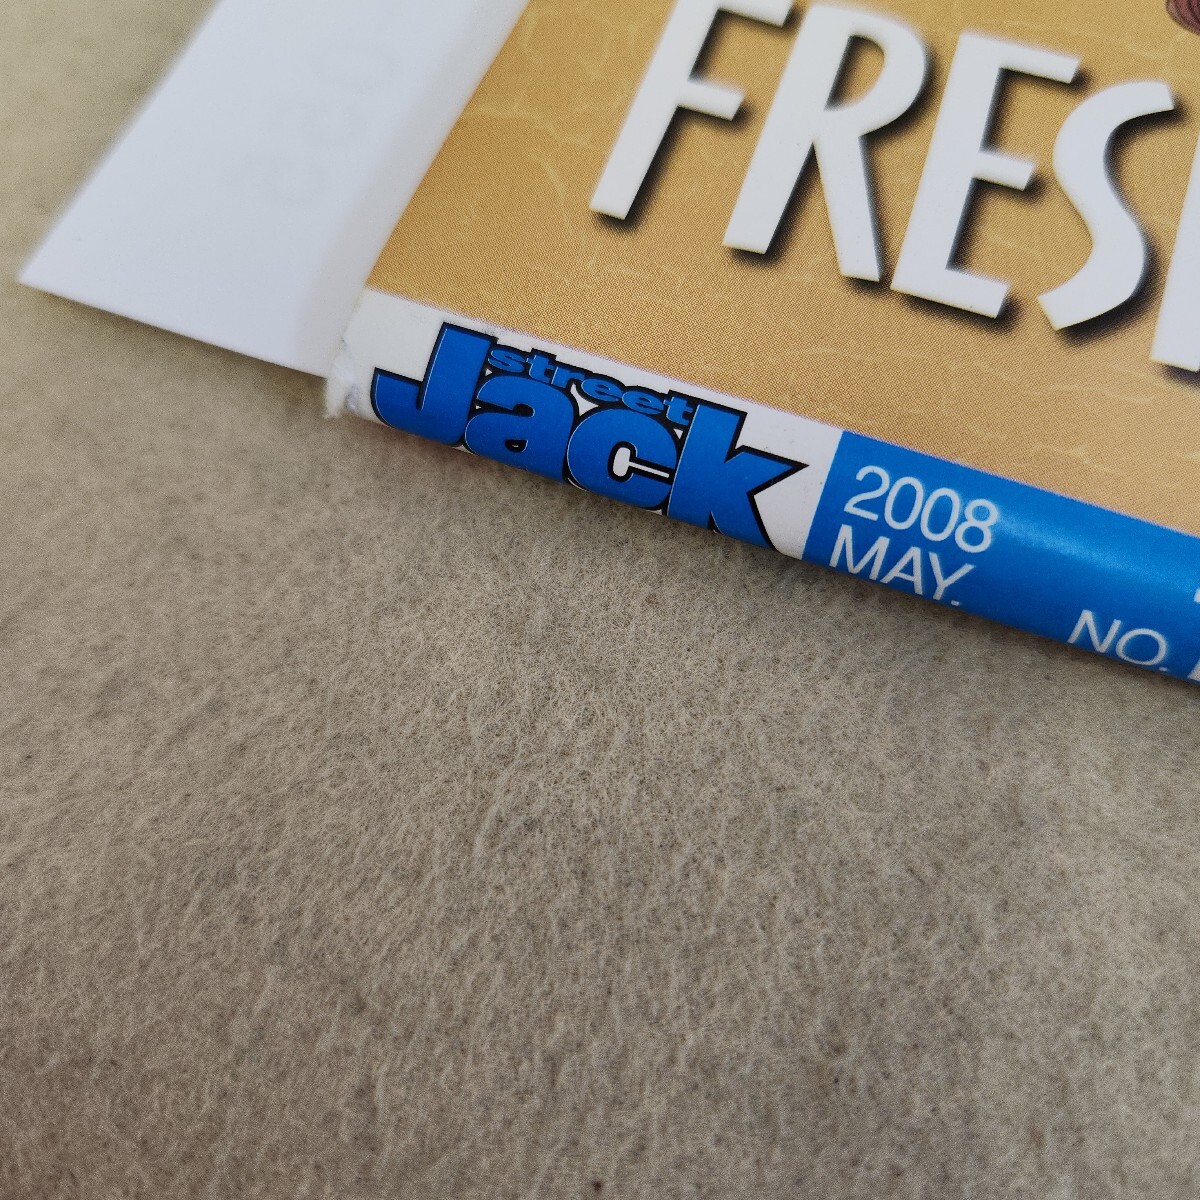 FRES
street
Jack
2008
MAY.
NO.